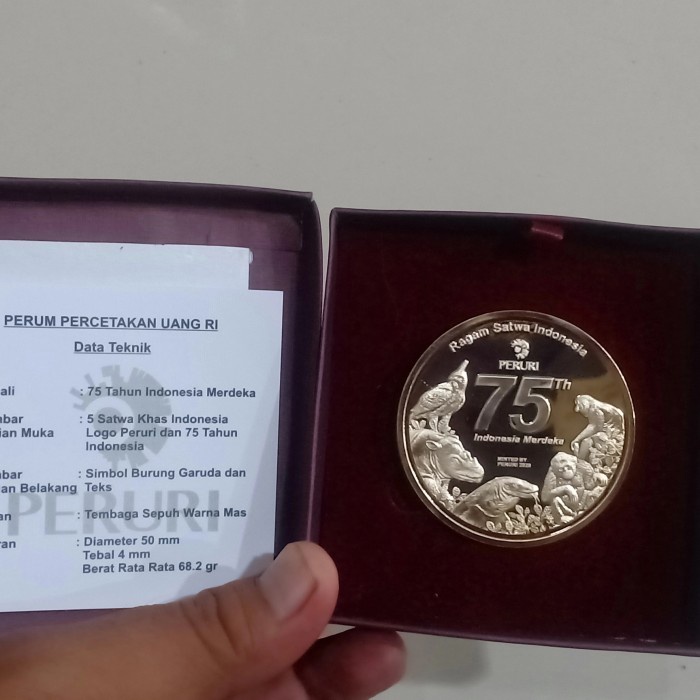 PERUM PERCETAKAN UANG RI
Data Teknik
ali : 75 Tahun Indonesia Merdeka
bar : 5 Satwa Khas Indonesia
ian Muka Logo Peruri dan 75 Tahun
Indonesia
bar : Simbol Burung Garuda dan
an Belakang Teks
an : Tembaga Sepuh Warna Mas
ran : Diameter 50 mm
Tebal 4 mm
Berat Rata Rata 68.2 gr
PERURI
Ragam Satwa Indonesia
PERURI
75Th
Indonesia Merdeka
MINTED BY
PERURI 2020